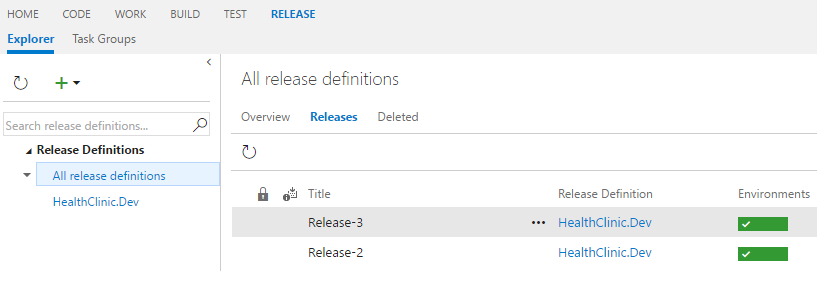 HOME CODE WORK BUILD TEST RELEASE
Explorer Task Groups
All release definitions
Overview Releases Deleted
Search release definitions...
Release Definitions
All release definitions
HealthClinic.Dev
Title Release Definition Environments
Release-3 ... HealthClinic.Dev
Release-2 HealthClinic.Dev